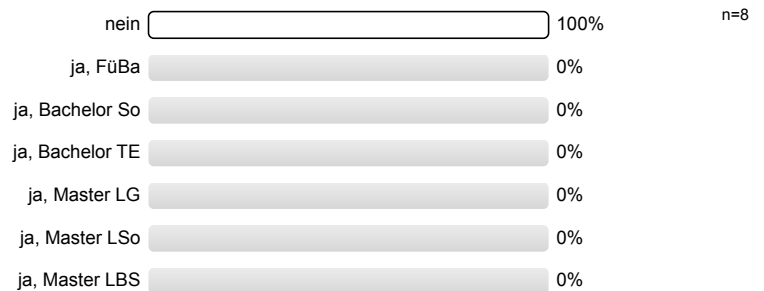 nein 100% n=8
ja, FüBa 0%
ja, Bachelor So 0%
ja, Bachelor TE 0%
ja, Master LG 0%
ja, Master LSo 0%
ja, Master LBS 0%